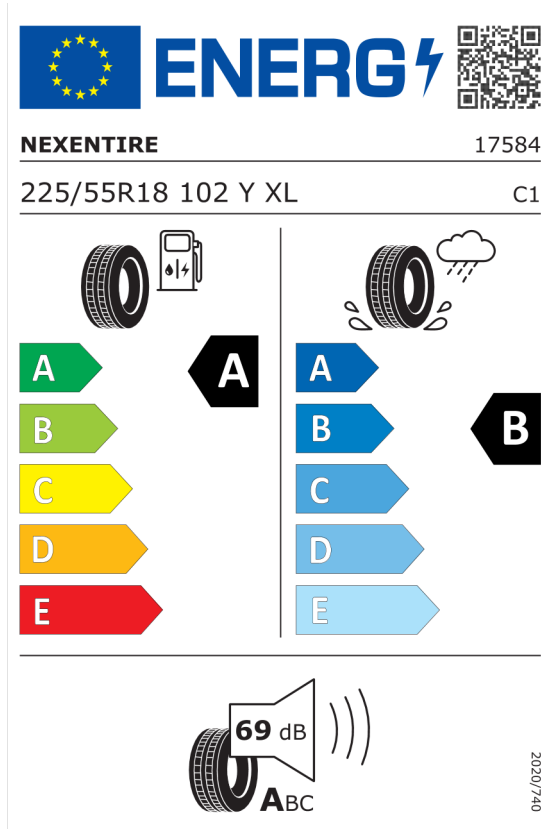 ENERG
NEXENTIRE 17584
225/55R18 102 Y XL C1
A A A
B B B
C C
D D
E E
69 dB
ABC
2020/740